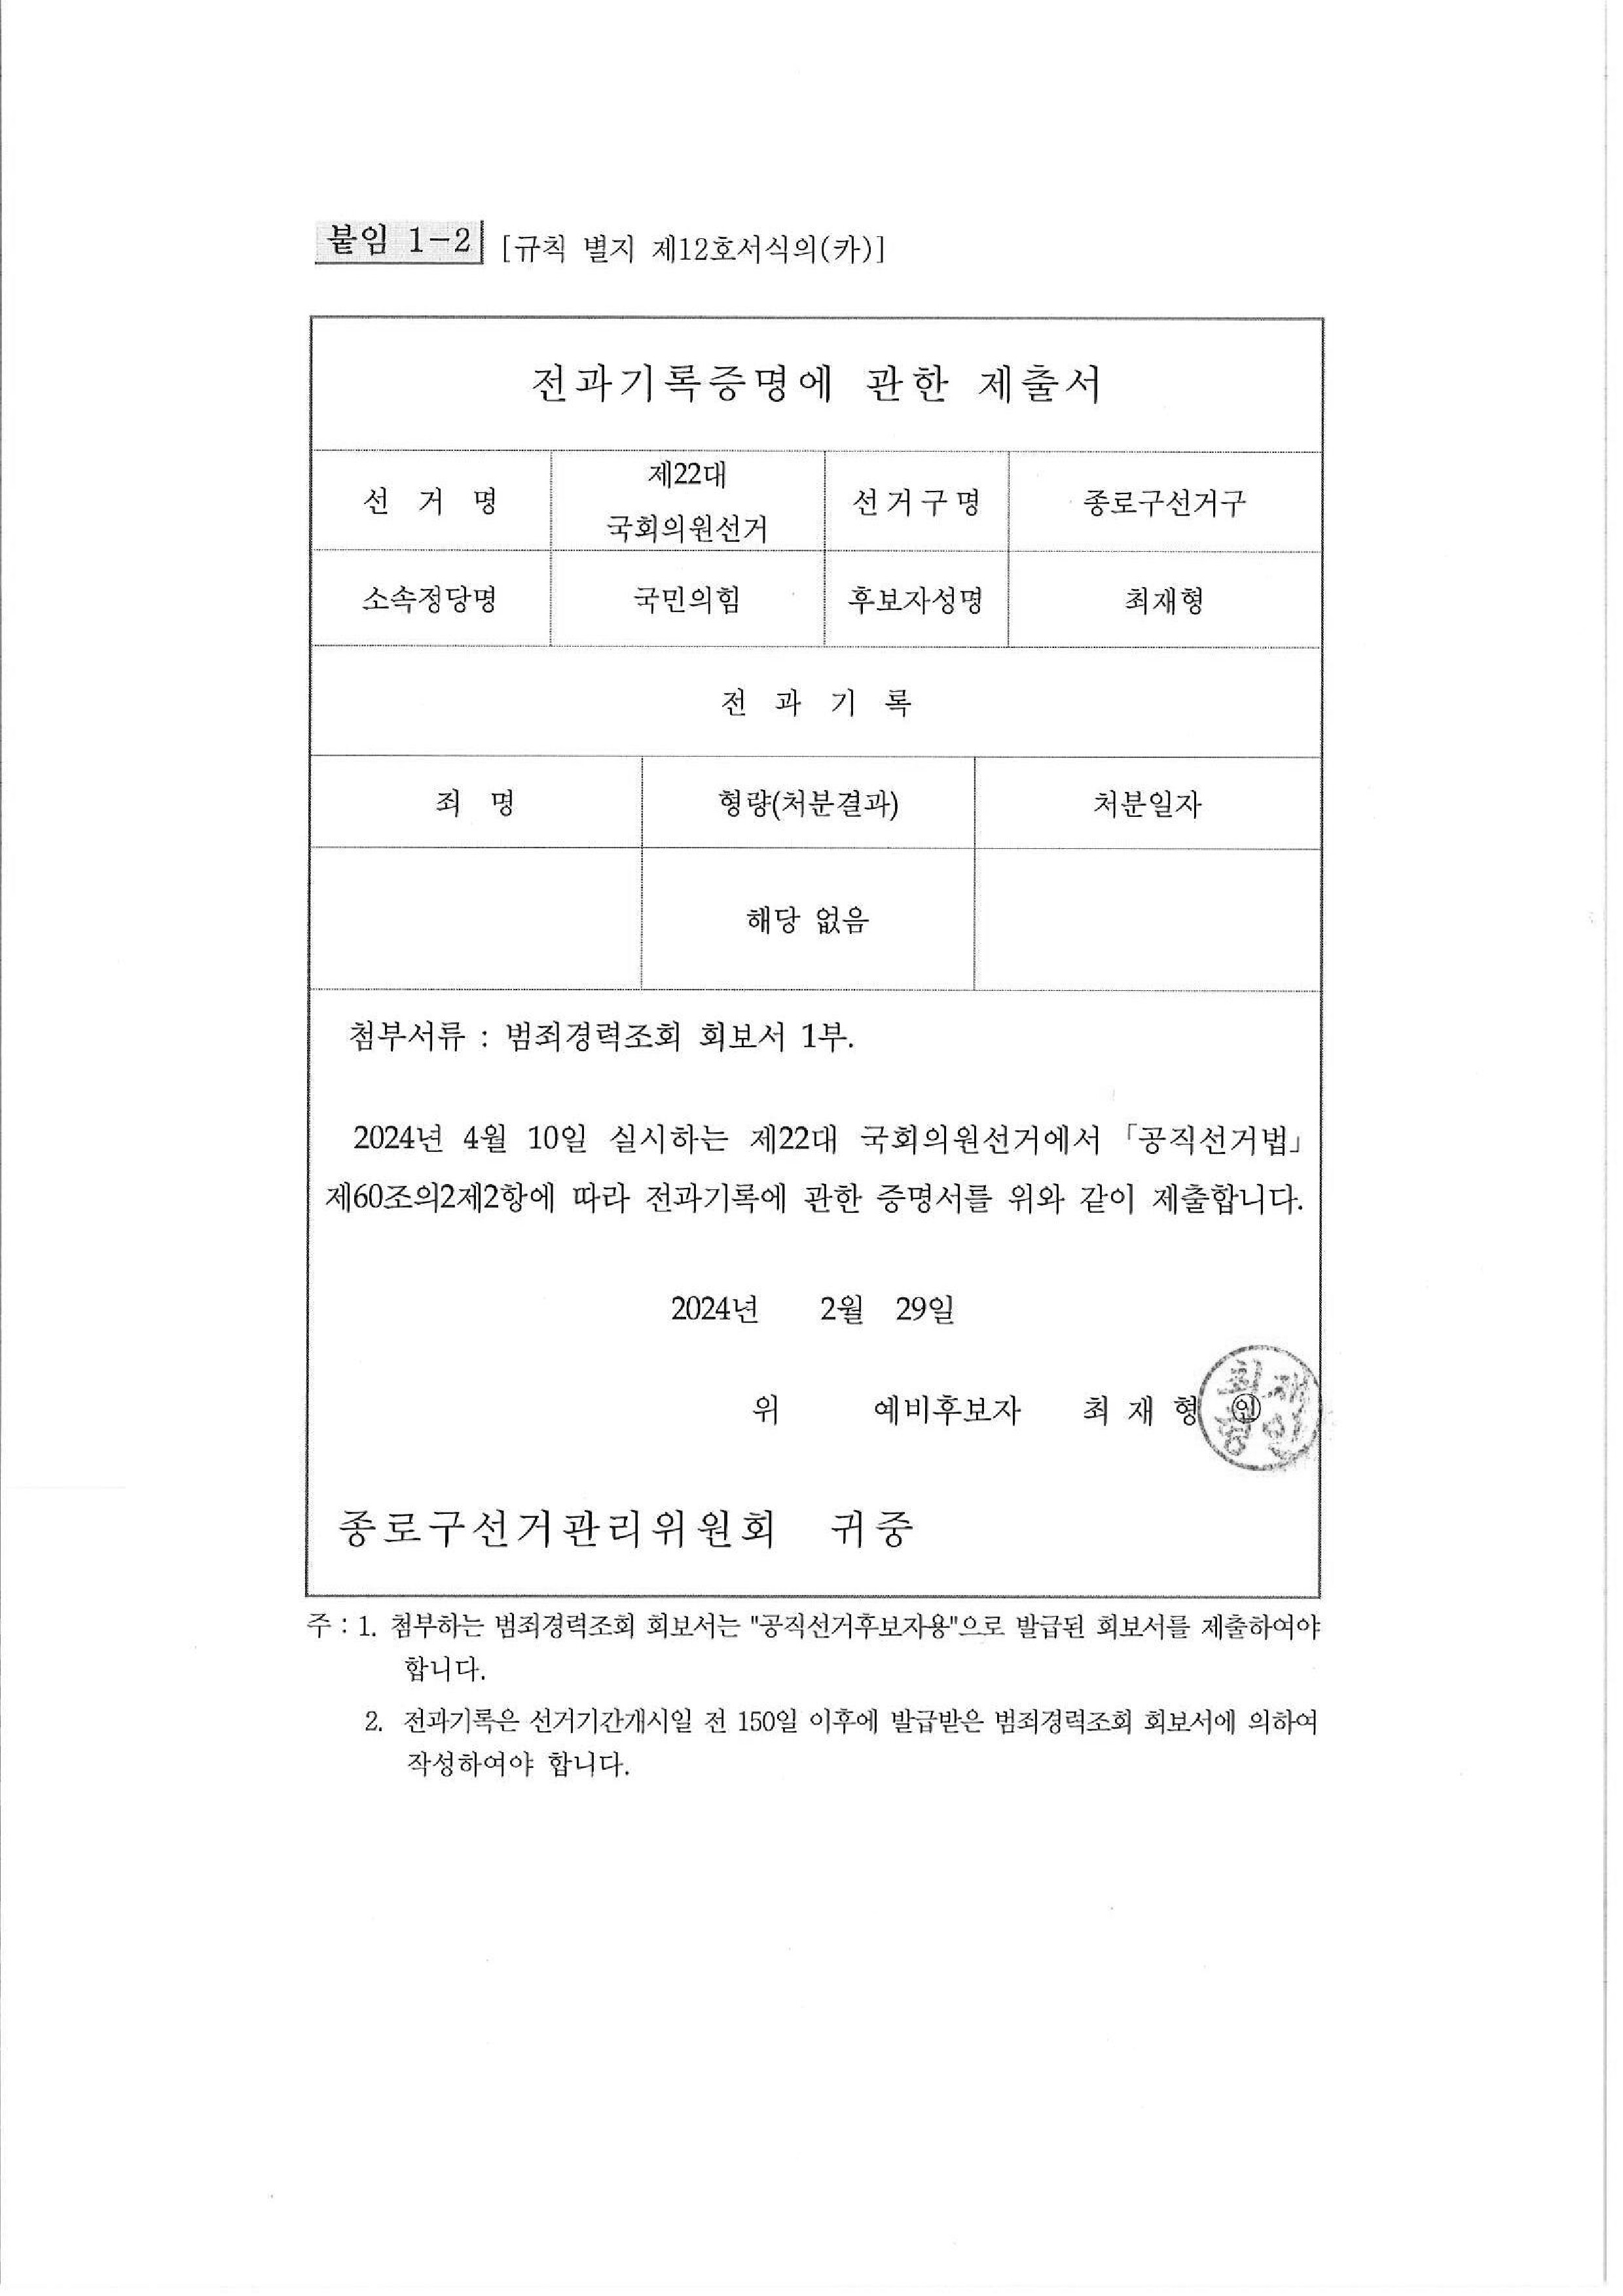 붙임 1-2 [규칙 별지 제12호서식의(카)]
전과기록증명에 관한 제출서
선 거 명
제22대
국회의원선거
선거구명
종로구선거구
소속정당명
국민의힘
후보자성명
최재형
전 과 기 록
죄 명
형량(처분결과)
처분일자
해당 없음
첨부서류 : 범죄경력조회 회보서 1부.
2024년 4월 10일 실시하는 제22대 국회의원선거에서 「공직선거법」
제60조의2제2항에 따라 전과기록에 관한 증명서를 위와 같이 제출합니다.
2024년 2월 29일
위 예비후보자 최 재 형 ㊞
최재
형인
종로구선거관리위원회 귀중
주 : 1. 첨부하는 범죄경력조회 회보서는 "공직선거후보자용"으로 발급된 회보서를 제출하여야
합니다.
2. 전과기록은 선거기간개시일 전 150일 이후에 발급받은 범죄경력조회 회보서에 의하여
작성하여야 합니다.